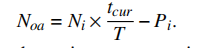 N_{oa} = N_i × \frac{t_{cur}}{T} − P_i.